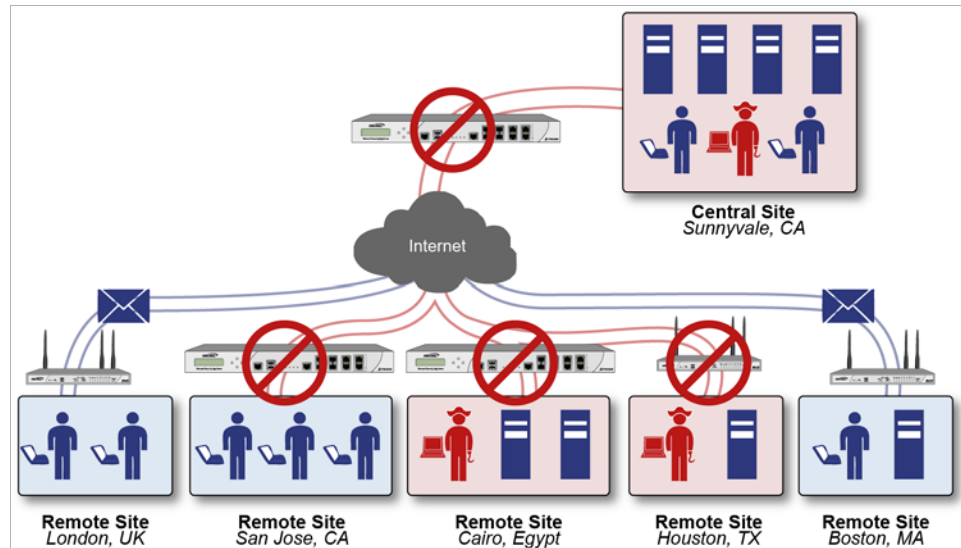 Central Site
Sunnyvale, CA
Internet
Remote Site
London, UK
Remote Site
San Jose, CA
Remote Site
Cairo, Egypt
Remote Site
Houston, TX
Remote Site
Boston, MA